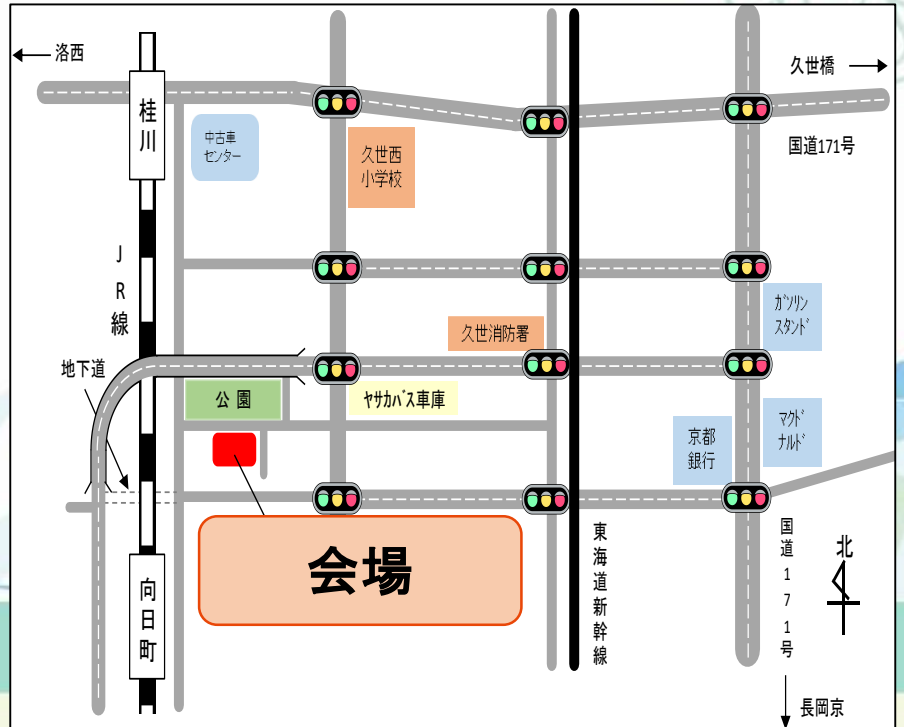 洛西
久世橋
桂川
中古車
センター
久世西
小学校
国道171号
JR線
ガソリン
スタンド
久世消防署
地下道
公園
ヤサカバス車庫
マクド
ナルド
京都
銀行
会場
東海道新幹線
国道171号
北
向日町
長岡京